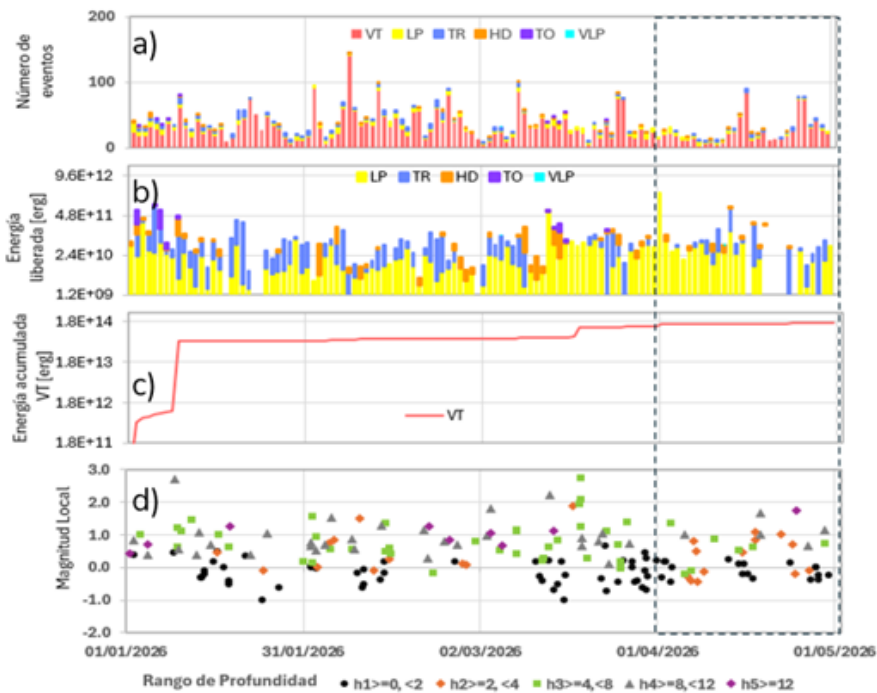 a)
Número de
eventos
200
100
0
VT LP TR HD TO VLP
b)
Energía
liberada [erg]
9.6E+12
4.8E+11
2.4E+10
1.2E+09
LP TR HD TO VLP
c)
Energía acumulada
VT [erg]
1.8E+14
1.8E+13
1.8E+12
1.8E+11
VT
d)
Magnitud Local
3.0
2.0
1.0
0.0
-1.0
-2.0
01/01/2026 31/01/2026 02/03/2026 01/04/2026 01/05/2026
Rango de Profundidad h1>=0, <2 h2>=2, <4 h3>=4, <8 h4>=8, <12 h5>=12